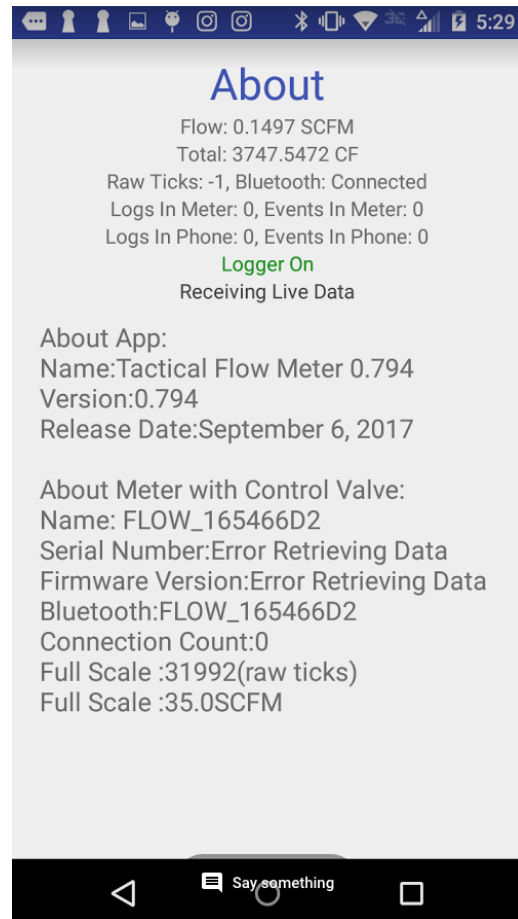 5:29
About
Flow: 0.1497 SCFM
Total: 3747.5472 CF
Raw Ticks: -1, Bluetooth: Connected
Logs In Meter: 0, Events In Meter: 0
Logs In Phone: 0, Events In Phone: 0
Logger On
Receiving Live Data
About App:
Name:Tactical Flow Meter 0.794
Version:0.794
Release Date:September 6, 2017
About Meter with Control Valve:
Name: FLOW_165466D2
Serial Number:Error Retrieving Data
Firmware Version:Error Retrieving Data
Bluetooth:FLOW_165466D2
Connection Count:0
Full Scale :31992(raw ticks)
Full Scale :35.0SCFM
Say something